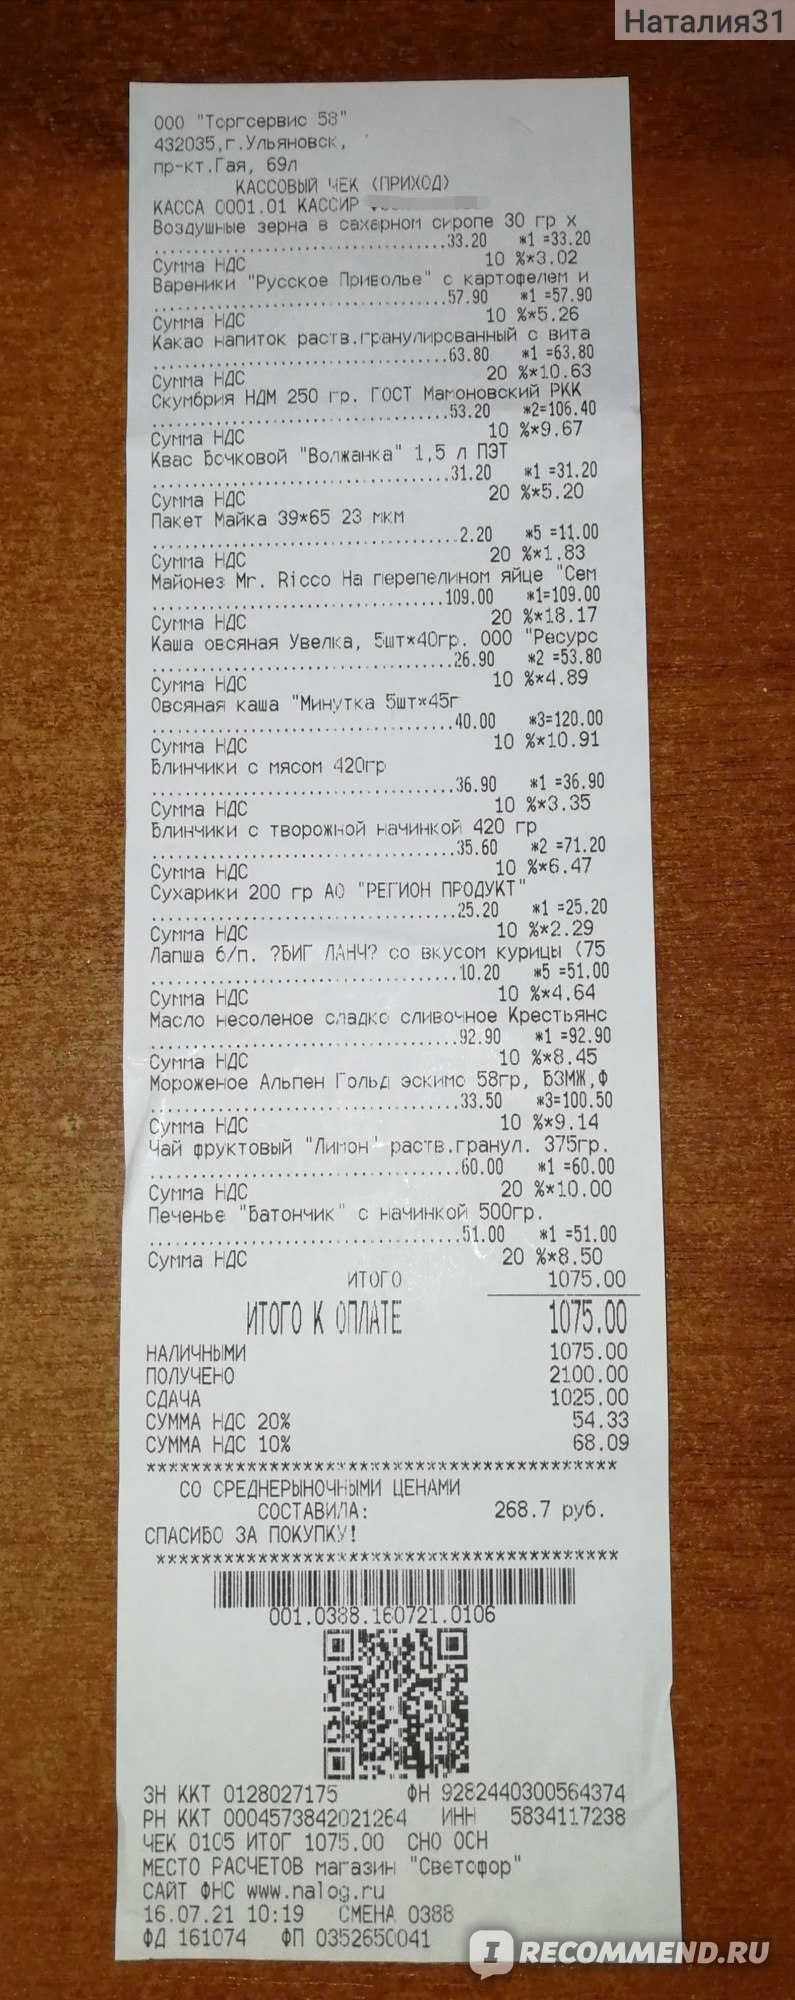 Наталия31
ООО "Торгсервис 58"
432035,г.Ульяновск,
пр-кт.Гая, 69л
КАССОВЫЙ ЧЕК (ПРИХОД)
КАССА 0001.01 КАССИР
Воздушные зерна в сахарном сиропе 30 гр х
33.20 *1 =33.20
Сумма НДС 10 %*3.02
Вареники "Русское Приволье" с картофелем и
57.90 *1 =57.90
Сумма НДС 10 %*5.26
Какао напиток раств.гранулированный с вита
63.80 *1 =63.80
Сумма НДС 20 %*10.63
Скумбрия НДМ 250 гр. ГОСТ Мамоновский РКК
53.20 *2=106.40
Сумма НДС 10 %*9.67
Квас Бочковой "Волжанка" 1,5 л ПЭТ
31.20 *1 =31.20
Сумма НДС 20 %*5.20
Пакет Майка 39*65 23 мкм
2.20 *5 =11.00
Сумма НДС 20 %*1.83
Майонез Mr. Ricco На перепелином яйце "Сем
109.00 *1=109.00
Сумма НДС 20 %*18.17
Каша овсяная Увелка, 5шт*40гр. ООО "Ресурс
26.90 *2 =53.80
Сумма НДС 10 %*4.89
Овсяная каша "Минутка 5шт*45г
40.00 *3=120.00
Сумма НДС 10 %*10.91
Блинчики с мясом 420гр
36.90 *1 =36.90
Сумма НДС 10 %*3.35
Блинчики с творожной начинкой 420 гр
35.60 *2 =71.20
Сумма НДС 10 %*6.47
Сухарики 200 гр АО "РЕГИОН ПРОДУКТ"
25.20 *1 =25.20
Сумма НДС 10 %*2.29
Лапша б/п. ?БИГ ЛАНЧ? со вкусом курицы (75
10.20 *5 =51.00
Сумма НДС 10 %*4.64
Масло несоленое сладко сливочное Крестьянс
92.90 *1 =92.90
Сумма НДС 10 %*8.45
Мороженое Альпен Гольд эскимо 58гр, БЗМЖ,Ф
33.50 *3=100.50
Сумма НДС 10 %*9.14
Чай фруктовый "Лимон" раств.гранул. 375гр.
60.00 *1 =60.00
Сумма НДС 20 %*10.00
Печенье "Батончик" с начинкой 500гр.
51.00 *1 =51.00
Сумма НДС 20 %*8.50
ИТОГО 1075.00
ИТОГО К ОПЛАТЕ 1075.00
НАЛИЧНЫМИ 1075.00
ПОЛУЧЕНО 2100.00
СДАЧА 1025.00
СУММА НДС 20% 54.33
СУММА НДС 10% 68.09
*****************************************
СО СРЕДНЕРЫНОЧНЫМИ ЦЕНАМИ
СОСТАВИЛА: 268.7 руб.
СПАСИБО ЗА ПОКУПКУ!
*****************************************
001.0388.160721.0106
ЗН ККТ 0128027175 ФН 9282440300564374
РН ККТ 0004573842021264 ИНН 5834117238
ЧЕК 0105 ИТОГ 1075.00 СНО ОСН
МЕСТО РАСЧЕТОВ магазин "Светофор"
САЙТ ФНС www.nalog.ru
16.07.21 10:19 СМЕНА 0388
ФД 161074 ФП 0352650041
IRECOMMEND.RU